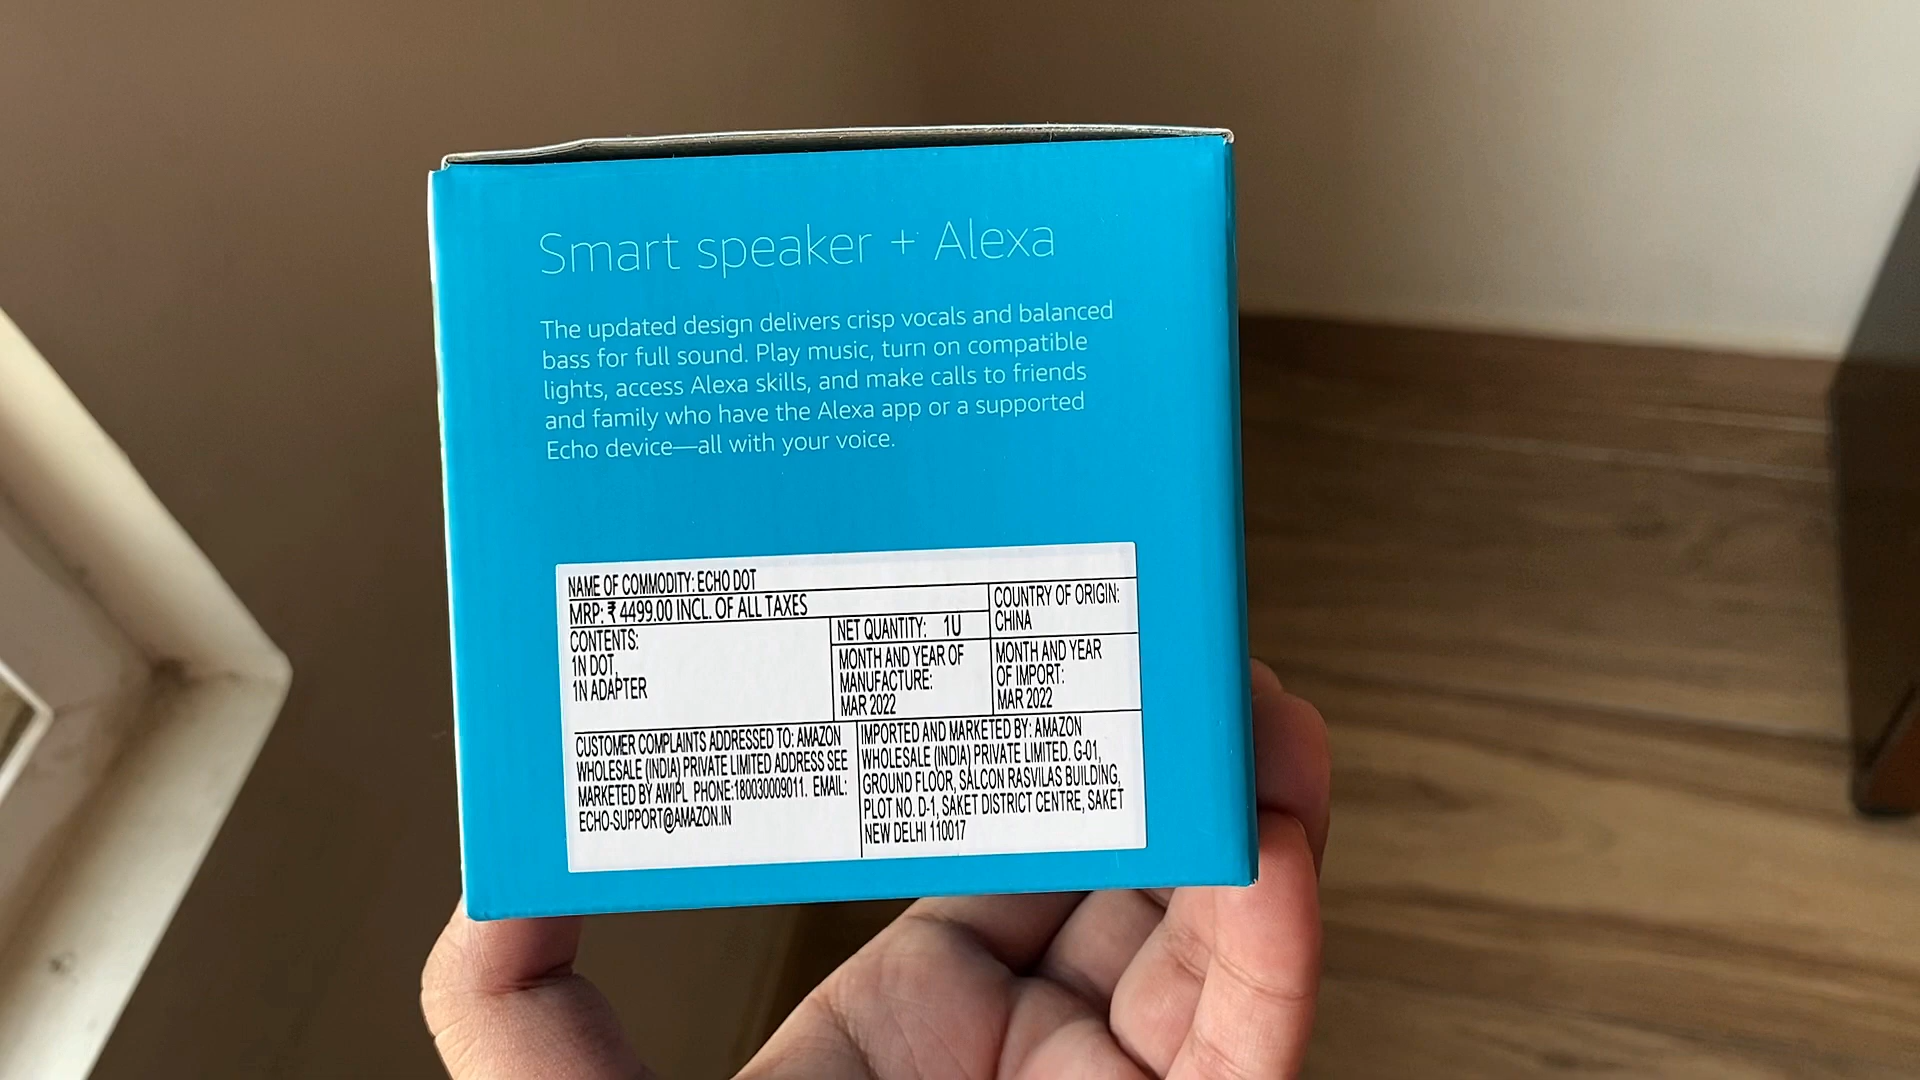 Smart speaker + Alexa
The updated design delivers crisp vocals and balanced
bass for full sound. Play music, turn on compatible
lights, access Alexa skills, and make calls to friends
and family who have the Alexa app or a supported
Echo device—all with your voice.
NAME OF COMMODITY: ECHO DOT
MRP: ₹ 4499.00 INCL. OF ALL TAXES
CONTENTS:
1N DOT,
1N ADAPTER
NET QUANTITY: 1U
MONTH AND YEAR OF
MANUFACTURE:
MAR 2022
COUNTRY OF ORIGIN:
CHINA
MONTH AND YEAR
OF IMPORT:
MAR 2022
CUSTOMER COMPLAINTS ADDRESSED TO: AMAZON
WHOLESALE (INDIA) PRIVATE LIMITED ADDRESS SEE
MARKETED BY AWIPL PHONE:180030009011. EMAIL:
ECHO-SUPPORT@AMAZON.IN
IMPORTED AND MARKETED BY: AMAZON
WHOLESALE (INDIA) PRIVATE LIMITED. G-01,
GROUND FLOOR, SALCON RASVILAS BUILDING,
PLOT NO. D-1, SAKET DISTRICT CENTRE, SAKET
NEW DELHI 110017